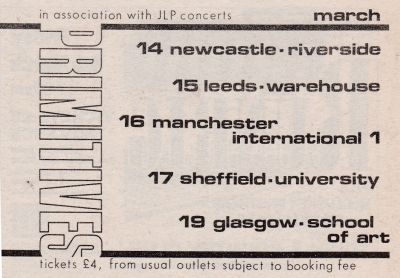 in association with JLP concerts
march
PRIMITIVES
14 newcastle·riverside
15 leeds·warehouse
16 manchester
international 1
17 sheffield·university
19 glasgow·school
of art
tickets £4, from usual outlets subject to booking fee